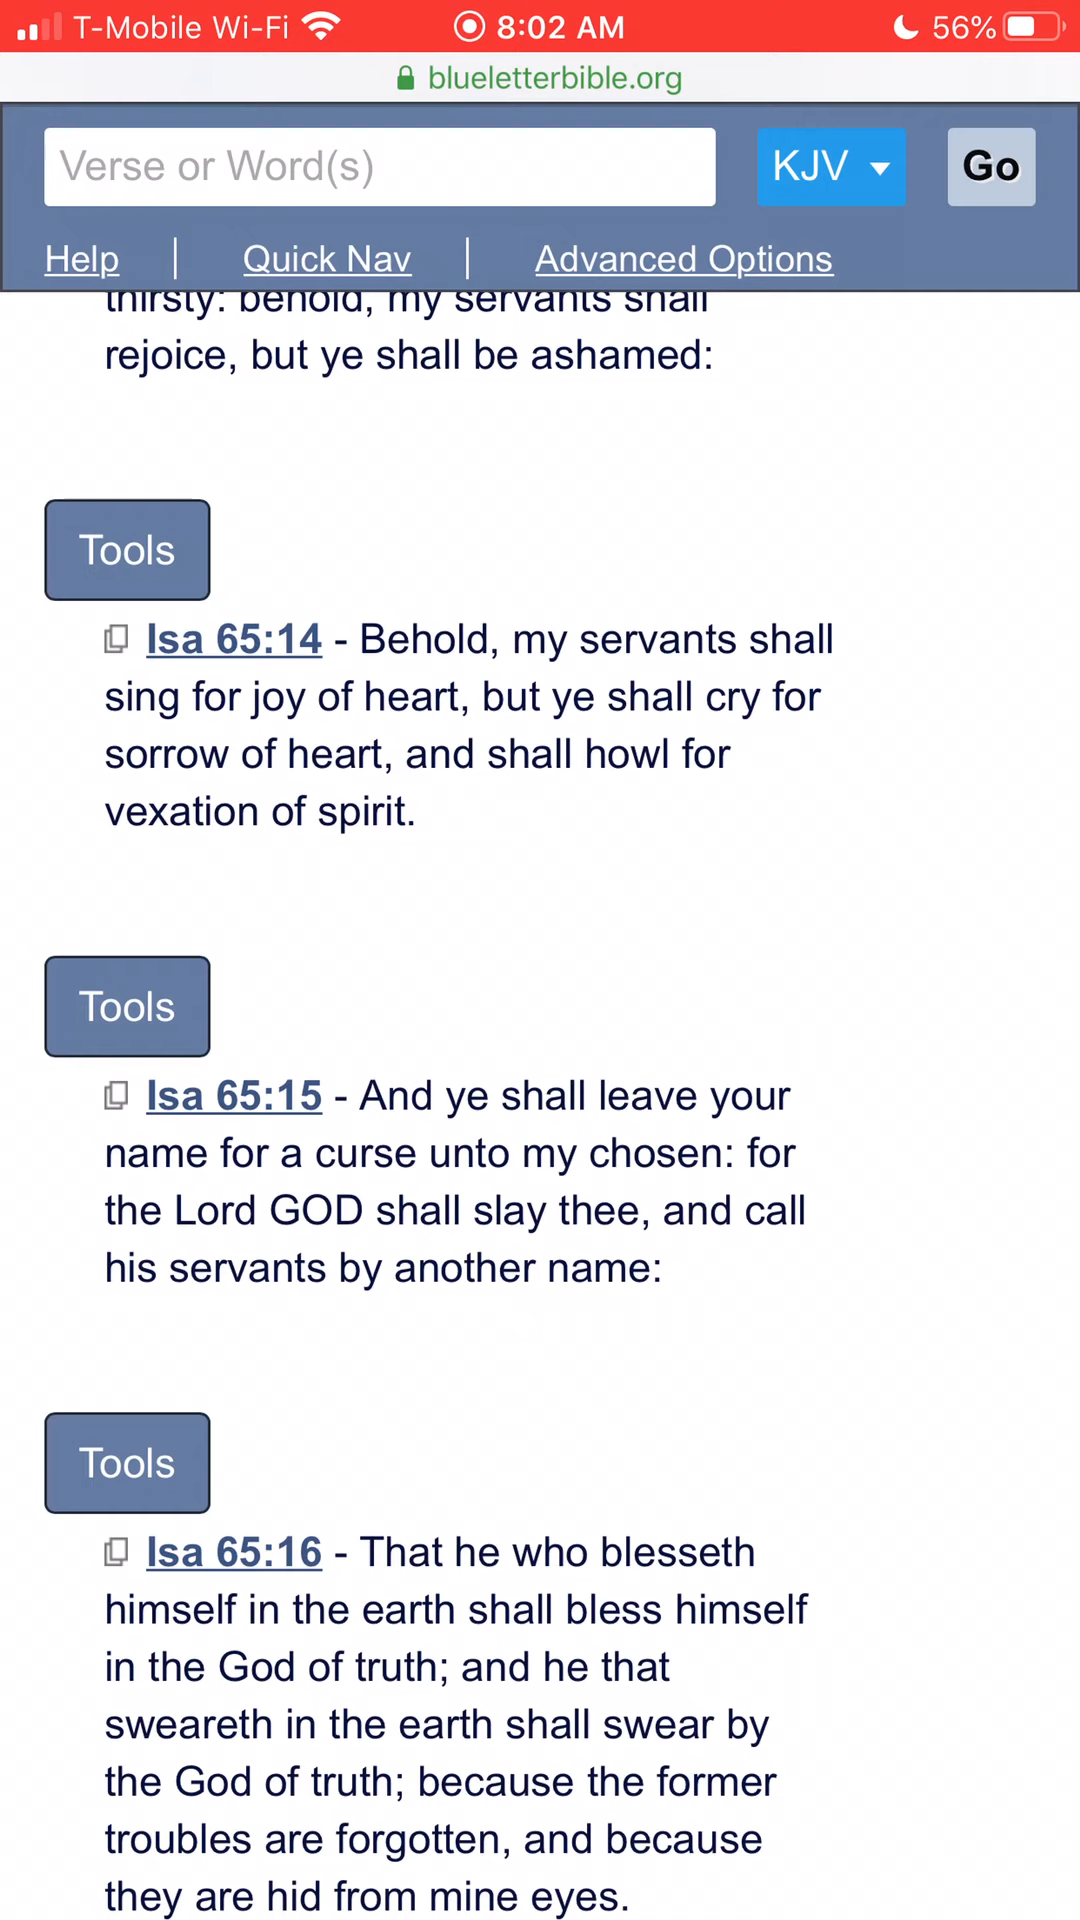 T-Mobile Wi-Fi 8:02 AM 56%
blueletterbible.org
Verse or Word(s) KJV Go
Help | Quick Nav | Advanced Options
thirsty: behold, my servants shall
rejoice, but ye shall be ashamed:
Tools
Isa 65:14 - Behold, my servants shall
sing for joy of heart, but ye shall cry for
sorrow of heart, and shall howl for
vexation of spirit.
Tools
Isa 65:15 - And ye shall leave your
name for a curse unto my chosen: for
the Lord GOD shall slay thee, and call
his servants by another name:
Tools
Isa 65:16 - That he who blesseth
himself in the earth shall bless himself
in the God of truth; and he that
sweareth in the earth shall swear by
the God of truth; because the former
troubles are forgotten, and because
they are hid from mine eyes.